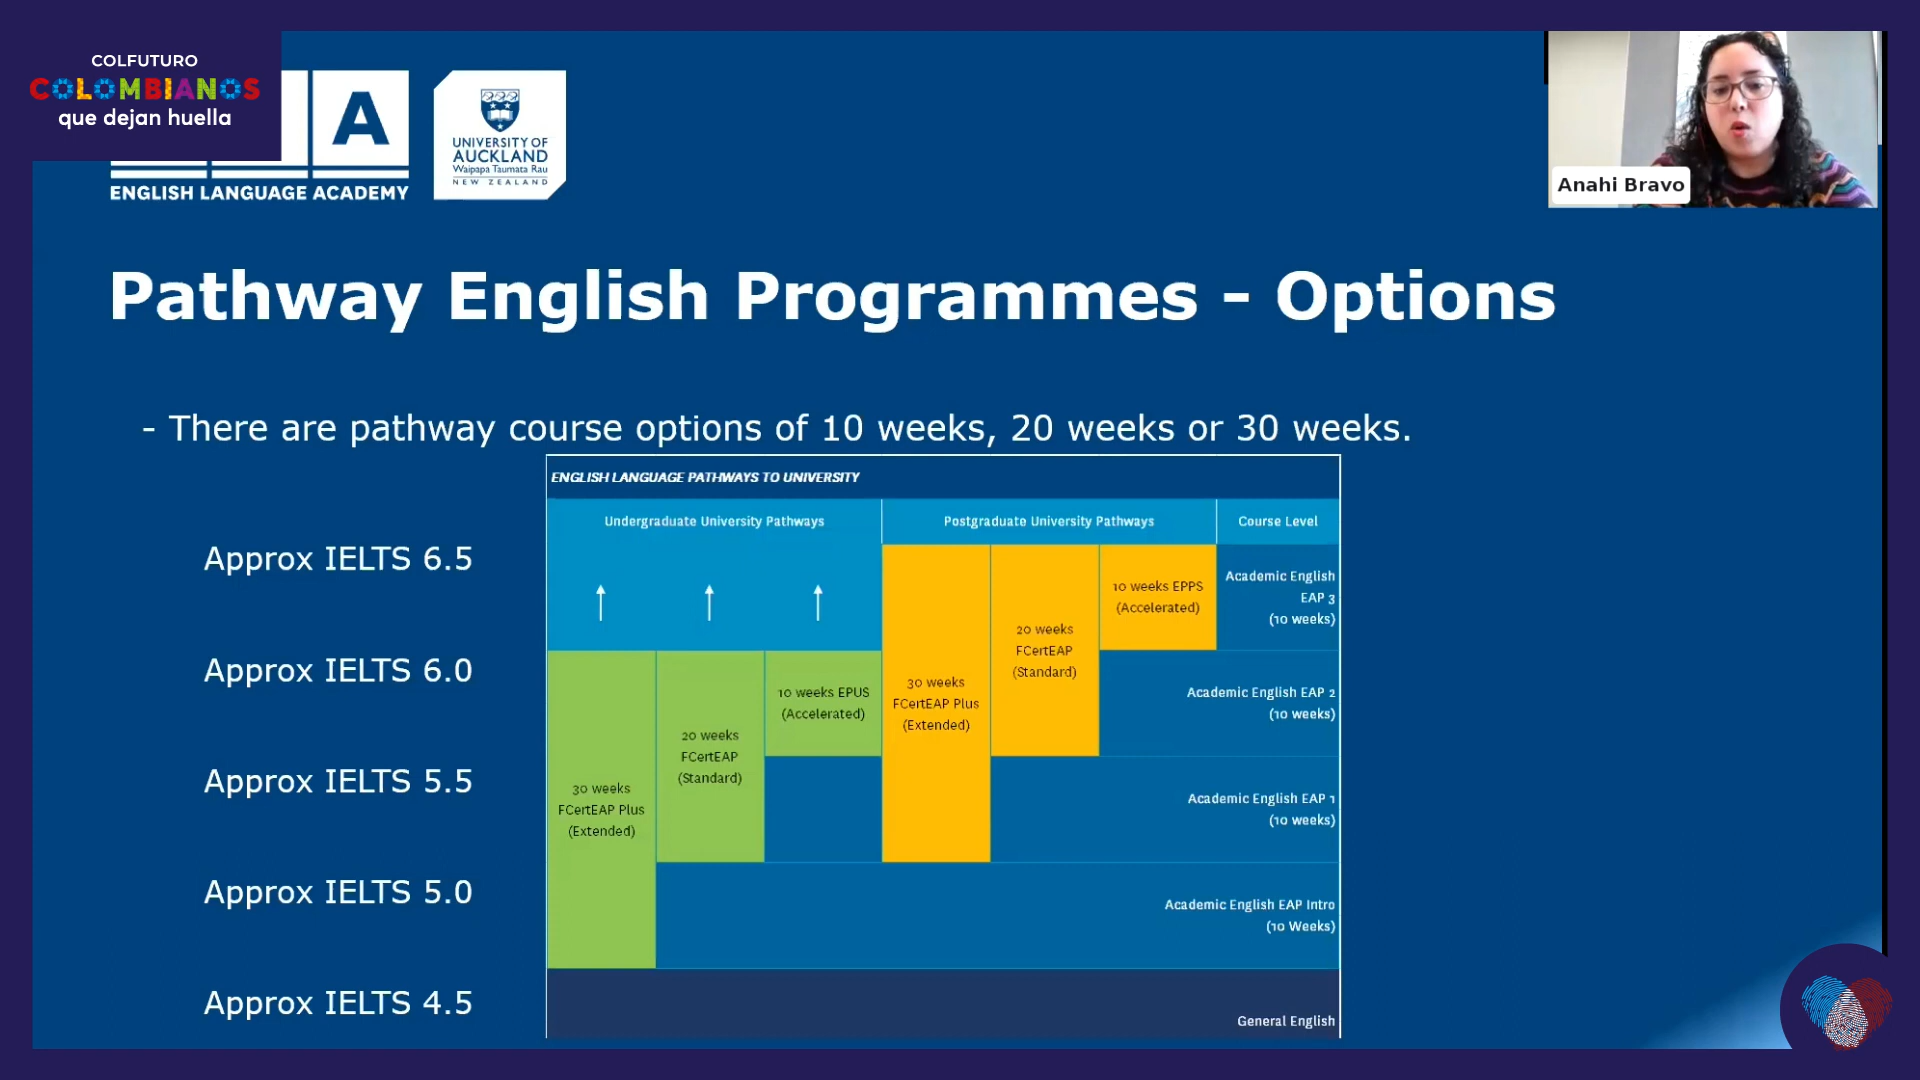 COLFUTURO
COLOMBIANOS
que dejan huella
A
ENGLISH LANGUAGE ACADEMY
UNIVERSITY OF
AUCKLAND
Waipapa Taumata Rau
NEW ZEALAND
Anahi Bravo
Pathway English Programmes - Options
- There are pathway course options of 10 weeks, 20 weeks or 30 weeks.
Approx IELTS 6.5
Approx IELTS 6.0
Approx IELTS 5.5
Approx IELTS 5.0
Approx IELTS 4.5
ENGLISH LANGUAGE PATHWAYS TO UNIVERSITY
Undergraduate University Pathways
Postgraduate University Pathways
Course Level
30 weeks
FCertEAP Plus
(Extended)
20 weeks
FCertEAP
(Standard)
10 weeks EPUS
(Accelerated)
30 weeks
FCertEAP Plus
(Extended)
20 weeks
FCertEAP
(Standard)
10 weeks EPPS
(Accelerated)
Academic English
EAP 3
(10 weeks)
Academic English EAP 2
(10 weeks)
Academic English EAP 1
(10 weeks)
Academic English EAP Intro
(10 Weeks)
General English